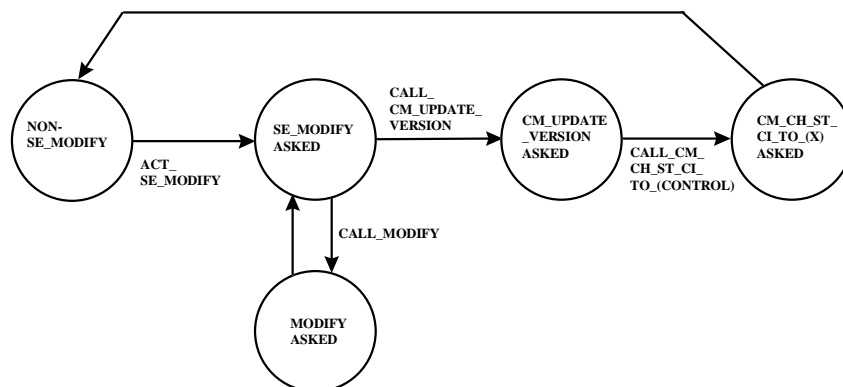 NON-
SE_MODIFY
ACT_
SE_MODIFY
SE_MODIFY
ASKED
CALL_
CM_UPDATE_
VERSION
CM_UPDATE
_VERSION
ASKED
CALL_CM_
CH_ST_CI_
TO_(CONTROL)
CM_CH_ST_
CI_TO_(X)
ASKED
CALL_MODIFY
MODIFY
ASKED